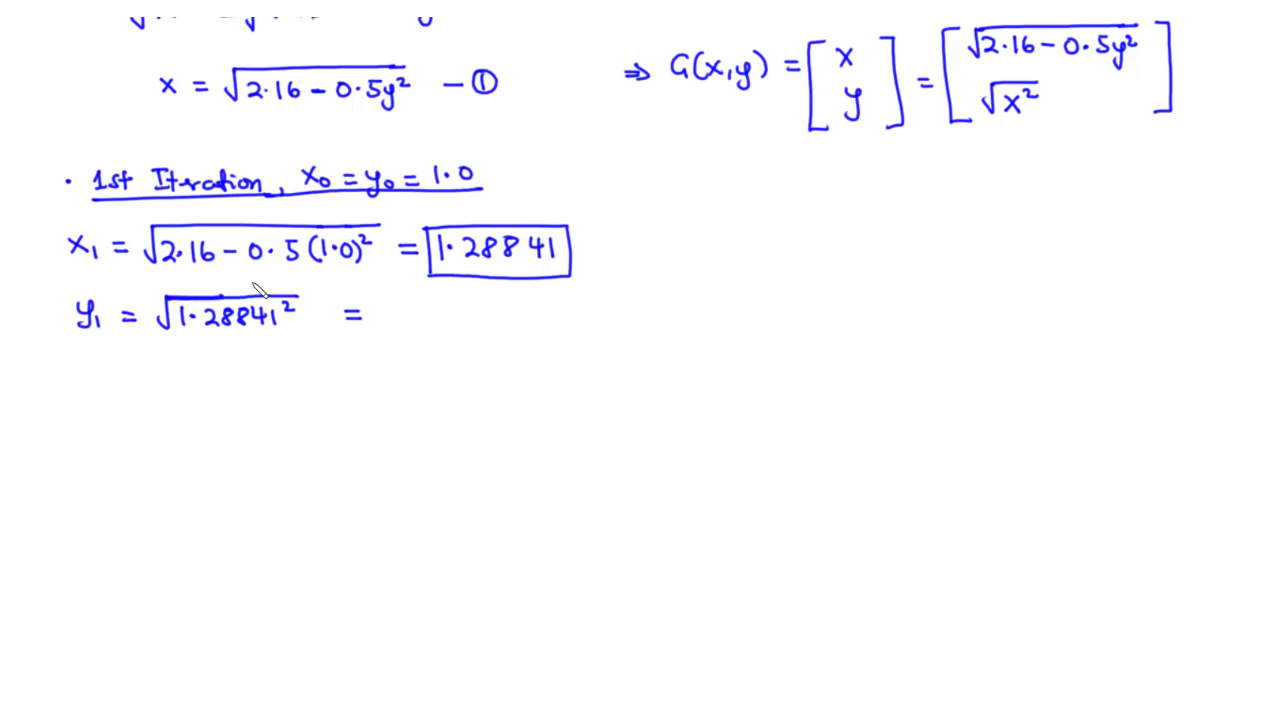 x = √(2.16 - 0.5y²) - ①
⇒ G(x,y) = [x y] = [√(2.16 - 0.5y²) √x²]
· 1st Itration, x₀ = y₀ = 1.0
x₁ = √(2.16 - 0.5(1.0)²) = 1.28841
y₁ = √(1.28841²) =